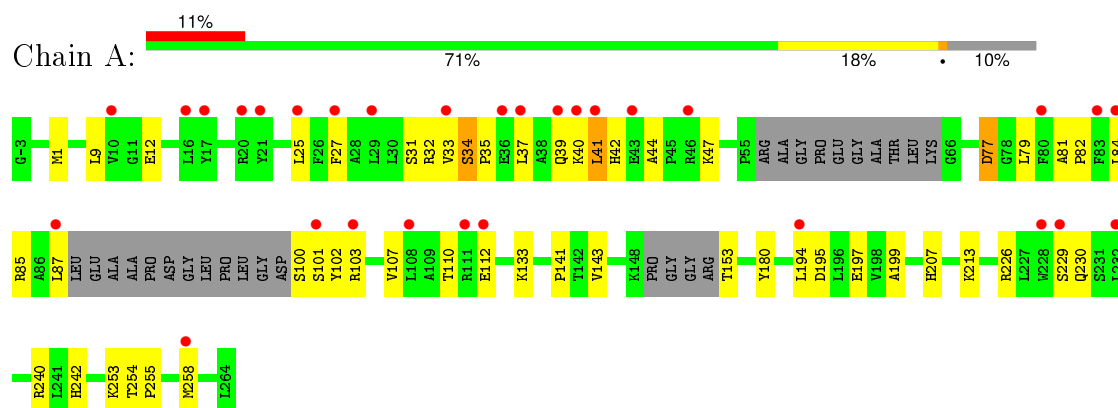 11%
Chain A:
71% 18% • 10%
G-3 M1 L9 V10 G11 E12 L16 Y17 R20 Y21 L25 F26 F27 A28 L29 L30 S31 R32 V33 S34 P35 E36 L37 A38 Q39 K40 L41 H42 E43 A44 P45 R46 K47 P55 ARG ALA GLY PRO GLU GLY ALA THR LEU LYS G66 D77 G78 L79 F80 A81 P82 F83 L84
R85 A86 L87 LEU GLU ALA ALA PRO ASP GLY LEU PRO LEU GLY ASP S100 S101 Y102 R103 V107 L108 A109 T110 R111 E112 K133 P141 T142 V143 K148 PRO GLY GLY ARG T153 Y180 L194 D195 L196 E197 V198 A199 H207 K213 R226 L227 W228 S229 Q230 S231 L232
R240 L241 H242 K253 T254 P255 M258 L264